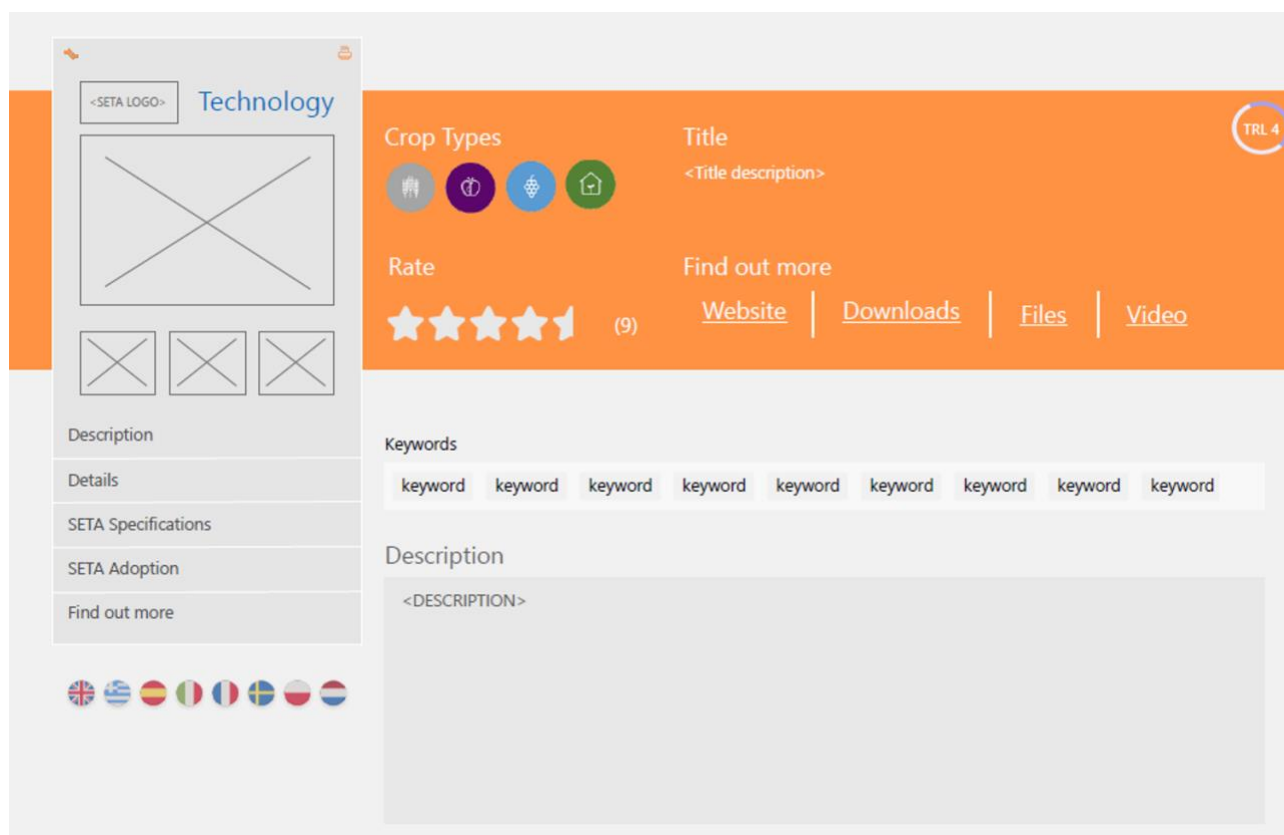 <SETA LOGO>
Technology
Crop Types
Title
<Title description>
TRL 4
Rate
(9)
Find out more
Website
Downloads
Files
Video
Description
Details
SETA Specifications
SETA Adoption
Find out more
Keywords
keyword keyword keyword keyword keyword keyword keyword keyword keyword
Description
<DESCRIPTION>